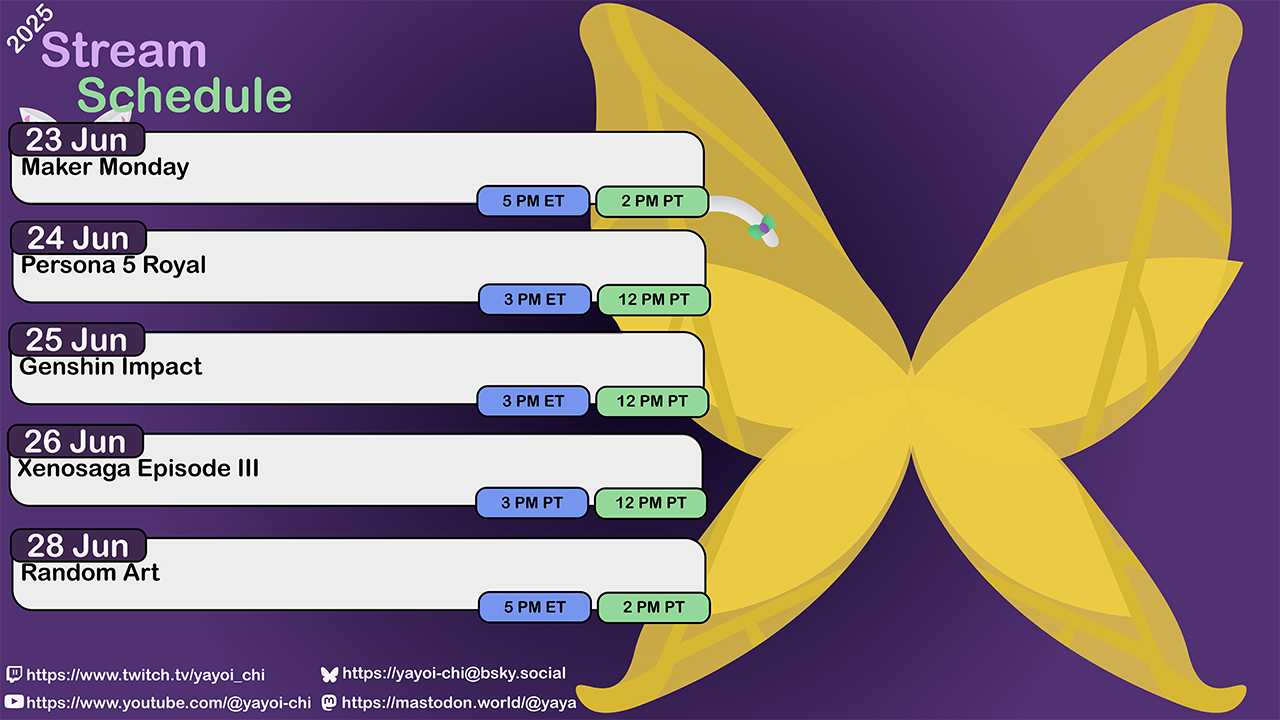 2025
Stream
Schedule
23 Jun
Maker Monday
5 PM ET
2 PM PT
24 Jun
Persona 5 Royal
3 PM ET
12 PM PT
25 Jun
Genshin Impact
3 PM ET
12 PM PT
26 Jun
Xenosaga Episode III
3 PM PT
12 PM PT
28 Jun
Random Art
5 PM ET
2 PM PT
https://www.twitch.tv/yayoi_chi
https://yayoi-chi@bsky.social
https://www.youtube.com/@yayoi-chi
https://mastodon.world/@yaya